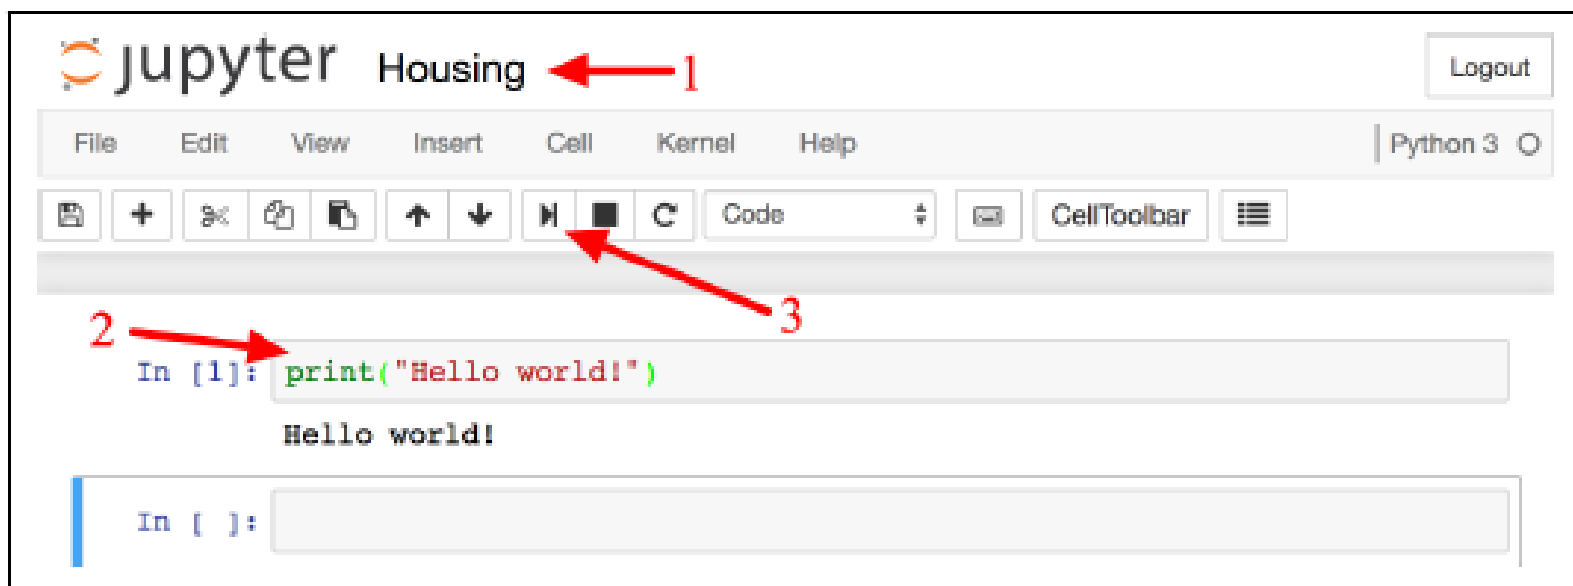 jupyter Housing 1 Logout
File Edit View Insert Cell Kernel Help Python 3
Code CellToolbar
3
2
In [1]: print("Hello world!")
Hello world!
In [ ]: